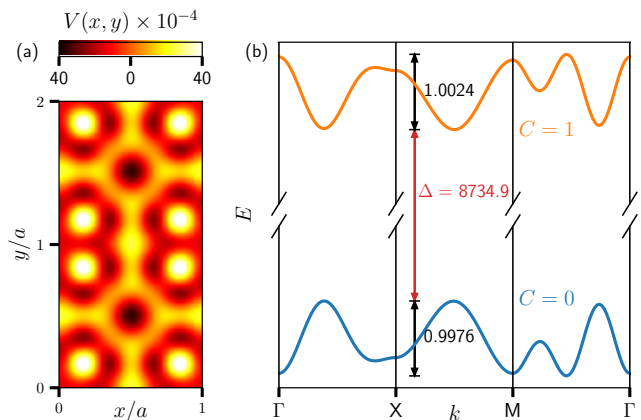 (a)
V(x, y) × 10⁻⁴
40 0 40
2
1
0
y/a
0 1
x/a
(b)
E
1.0024
C = 1
Δ = 8734.9
C = 0
0.9976
Γ X M Γ
k